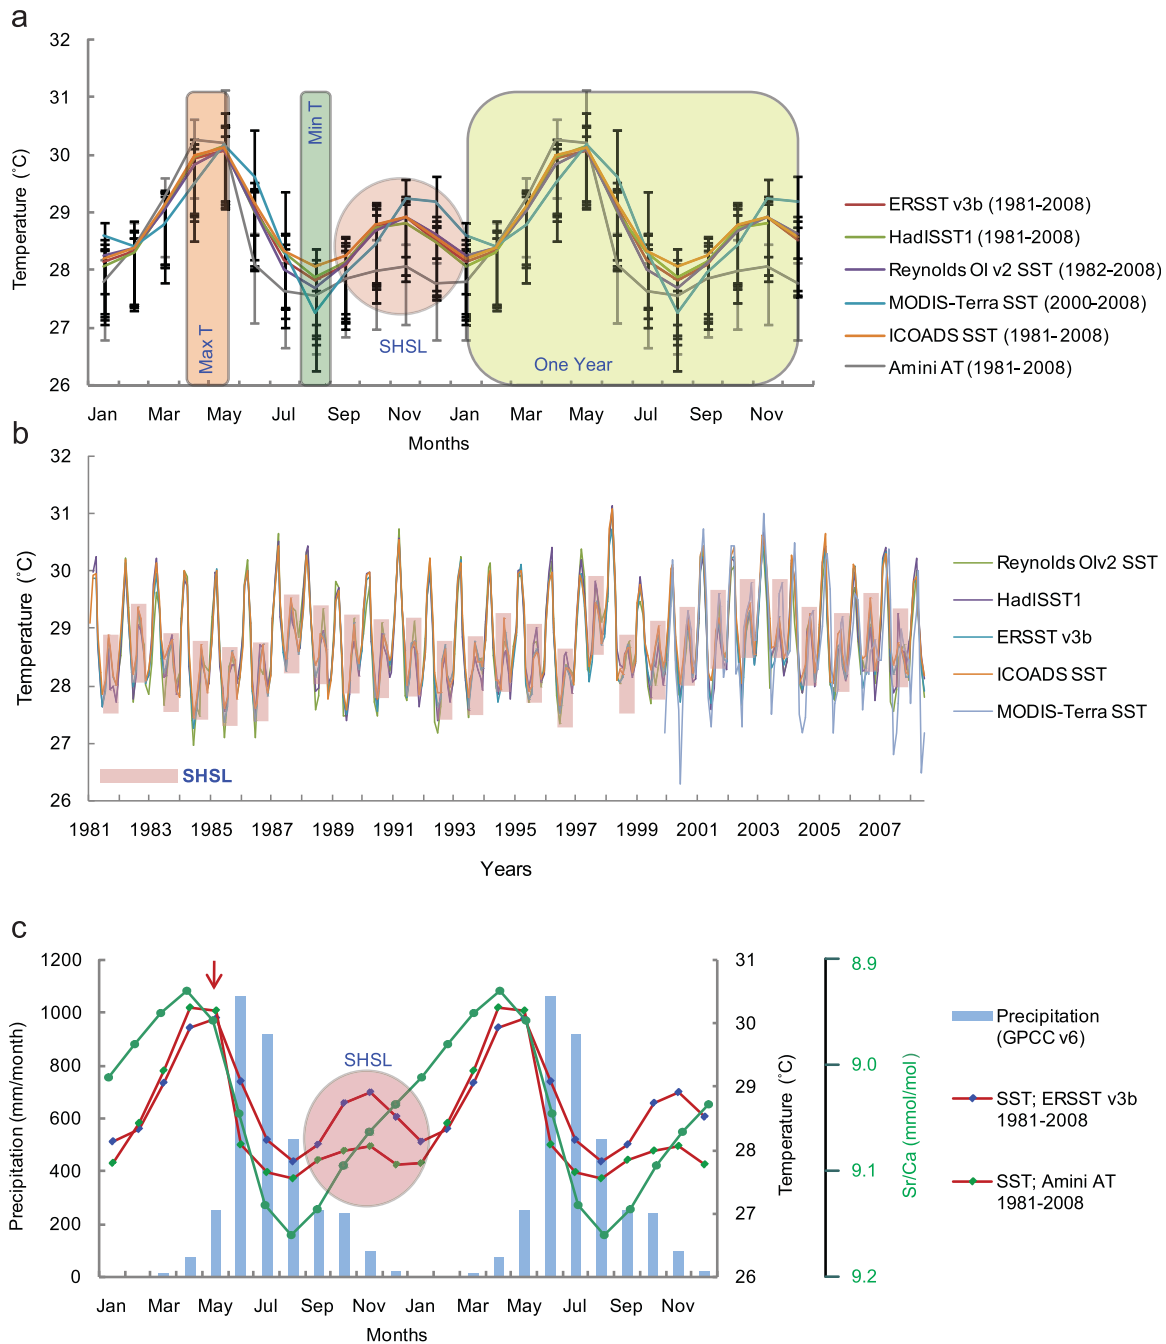 a
32
31
30
29
28
27
26
Temperature (˚C)
Max T
Min T
SHSL
One Year
Jan Mar May Jul Sep Nov Jan Mar May Jul Sep Nov
Months
ERSST v3b (1981-2008)
HadISST1 (1981-2008)
Reynolds OI v2 SST (1982-2008)
MODIS-Terra SST (2000-2008)
ICOADS SST (1981-2008)
Amini AT (1981-2008)
b
32
31
30
29
28
27
26
Temperature (˚C)
SHSL
1981 1983 1985 1987 1989 1991 1993 1995 1997 1999 2001 2003 2005 2007
Years
Reynolds OIv2 SST
HadISST1
ERSST v3b
ICOADS SST
MODIS-Terra SST
c
1200
1000
800
600
400
200
0
Precipitation (mm/month)
SHSL
Jan Mar May Jul Sep Nov Jan Mar May Jul Sep Nov
Months
31
30
29
28
27
26
Temperature (˚C)
8.9
9.0
9.1
9.2
Sr/Ca (mmol/mol)
Precipitation
(GPCC v6)
SST; ERSST v3b
1981-2008
SST; Amini AT
1981-2008